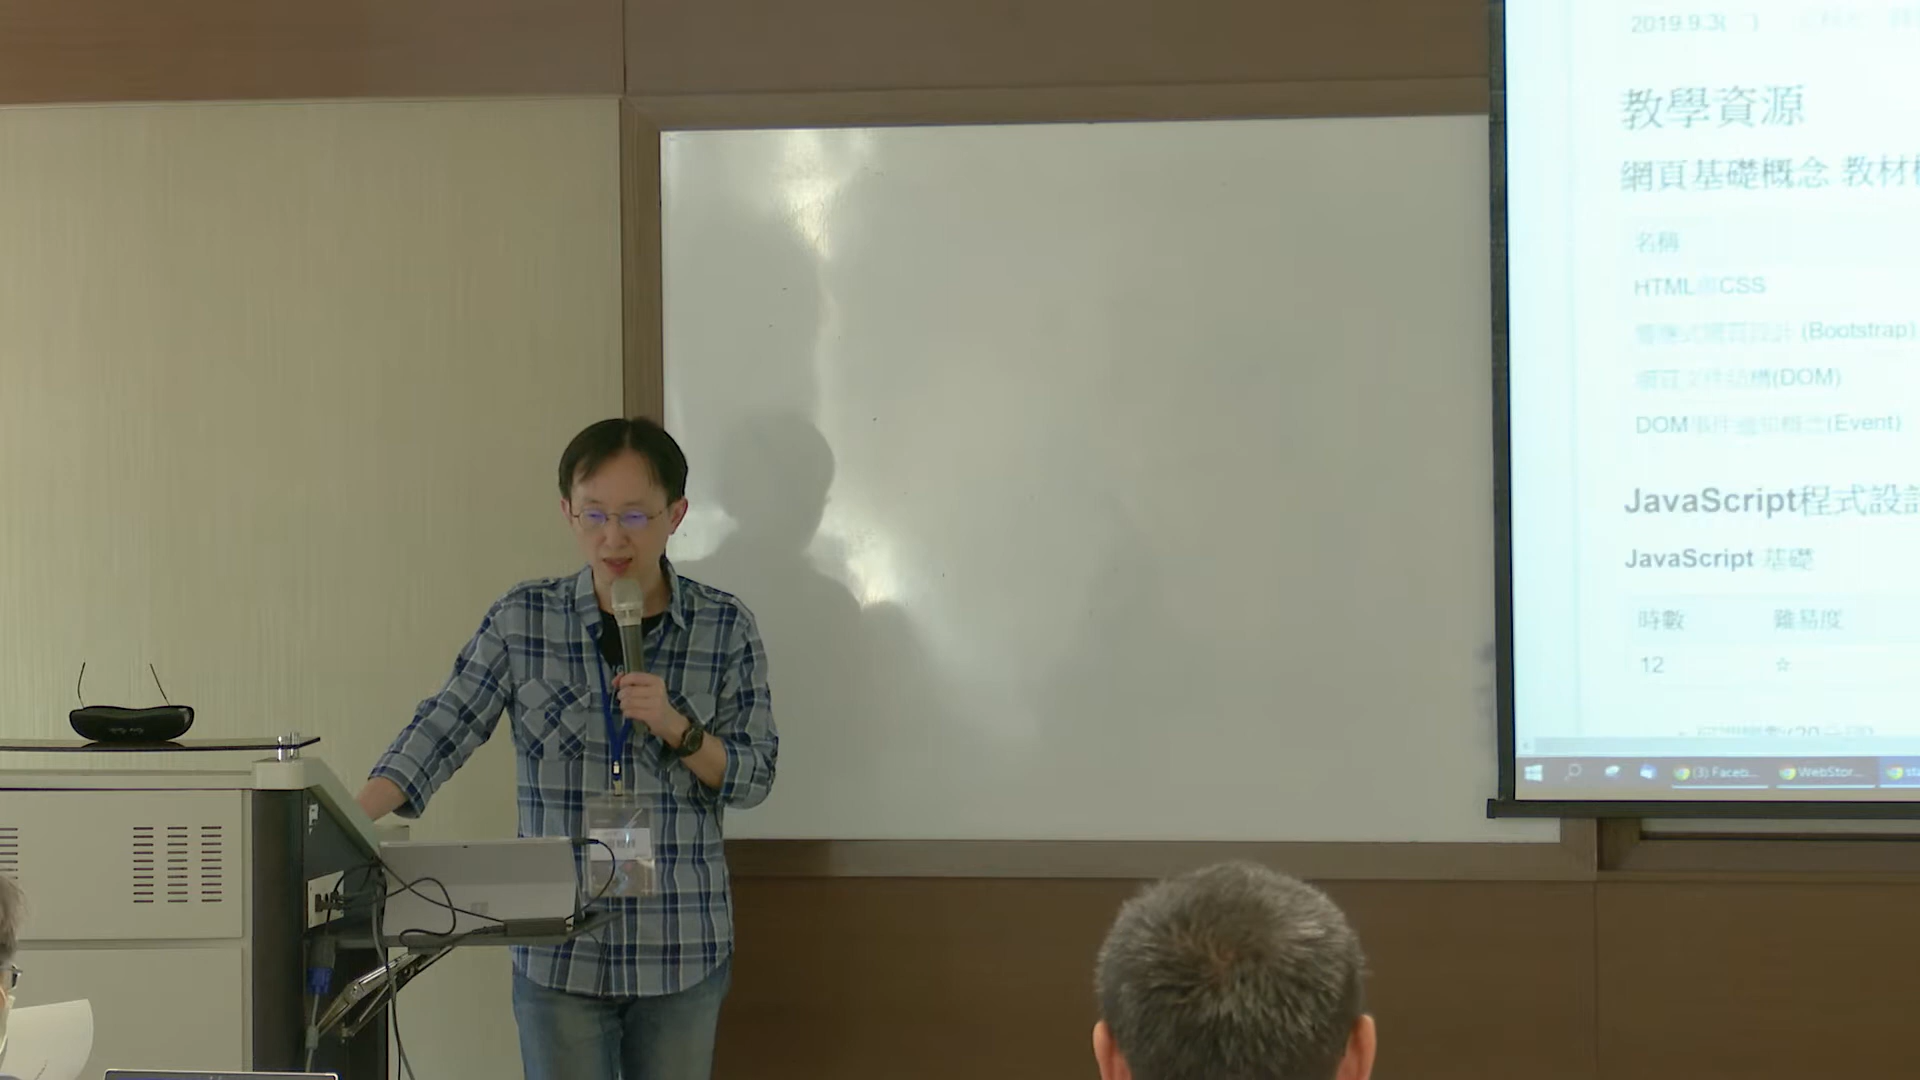 2019.9.3(
教學資源
網頁基礎概念 教材
名稱
HTML與CSS
響應式網頁設計 (Bootstrap)
網頁文件結構(DOM)
DOM事件處理概念(Event)
JavaScript程式設計
JavaScript 基礎
時數 難易度
12 ☆
(3) Faceb... WebStor... sta